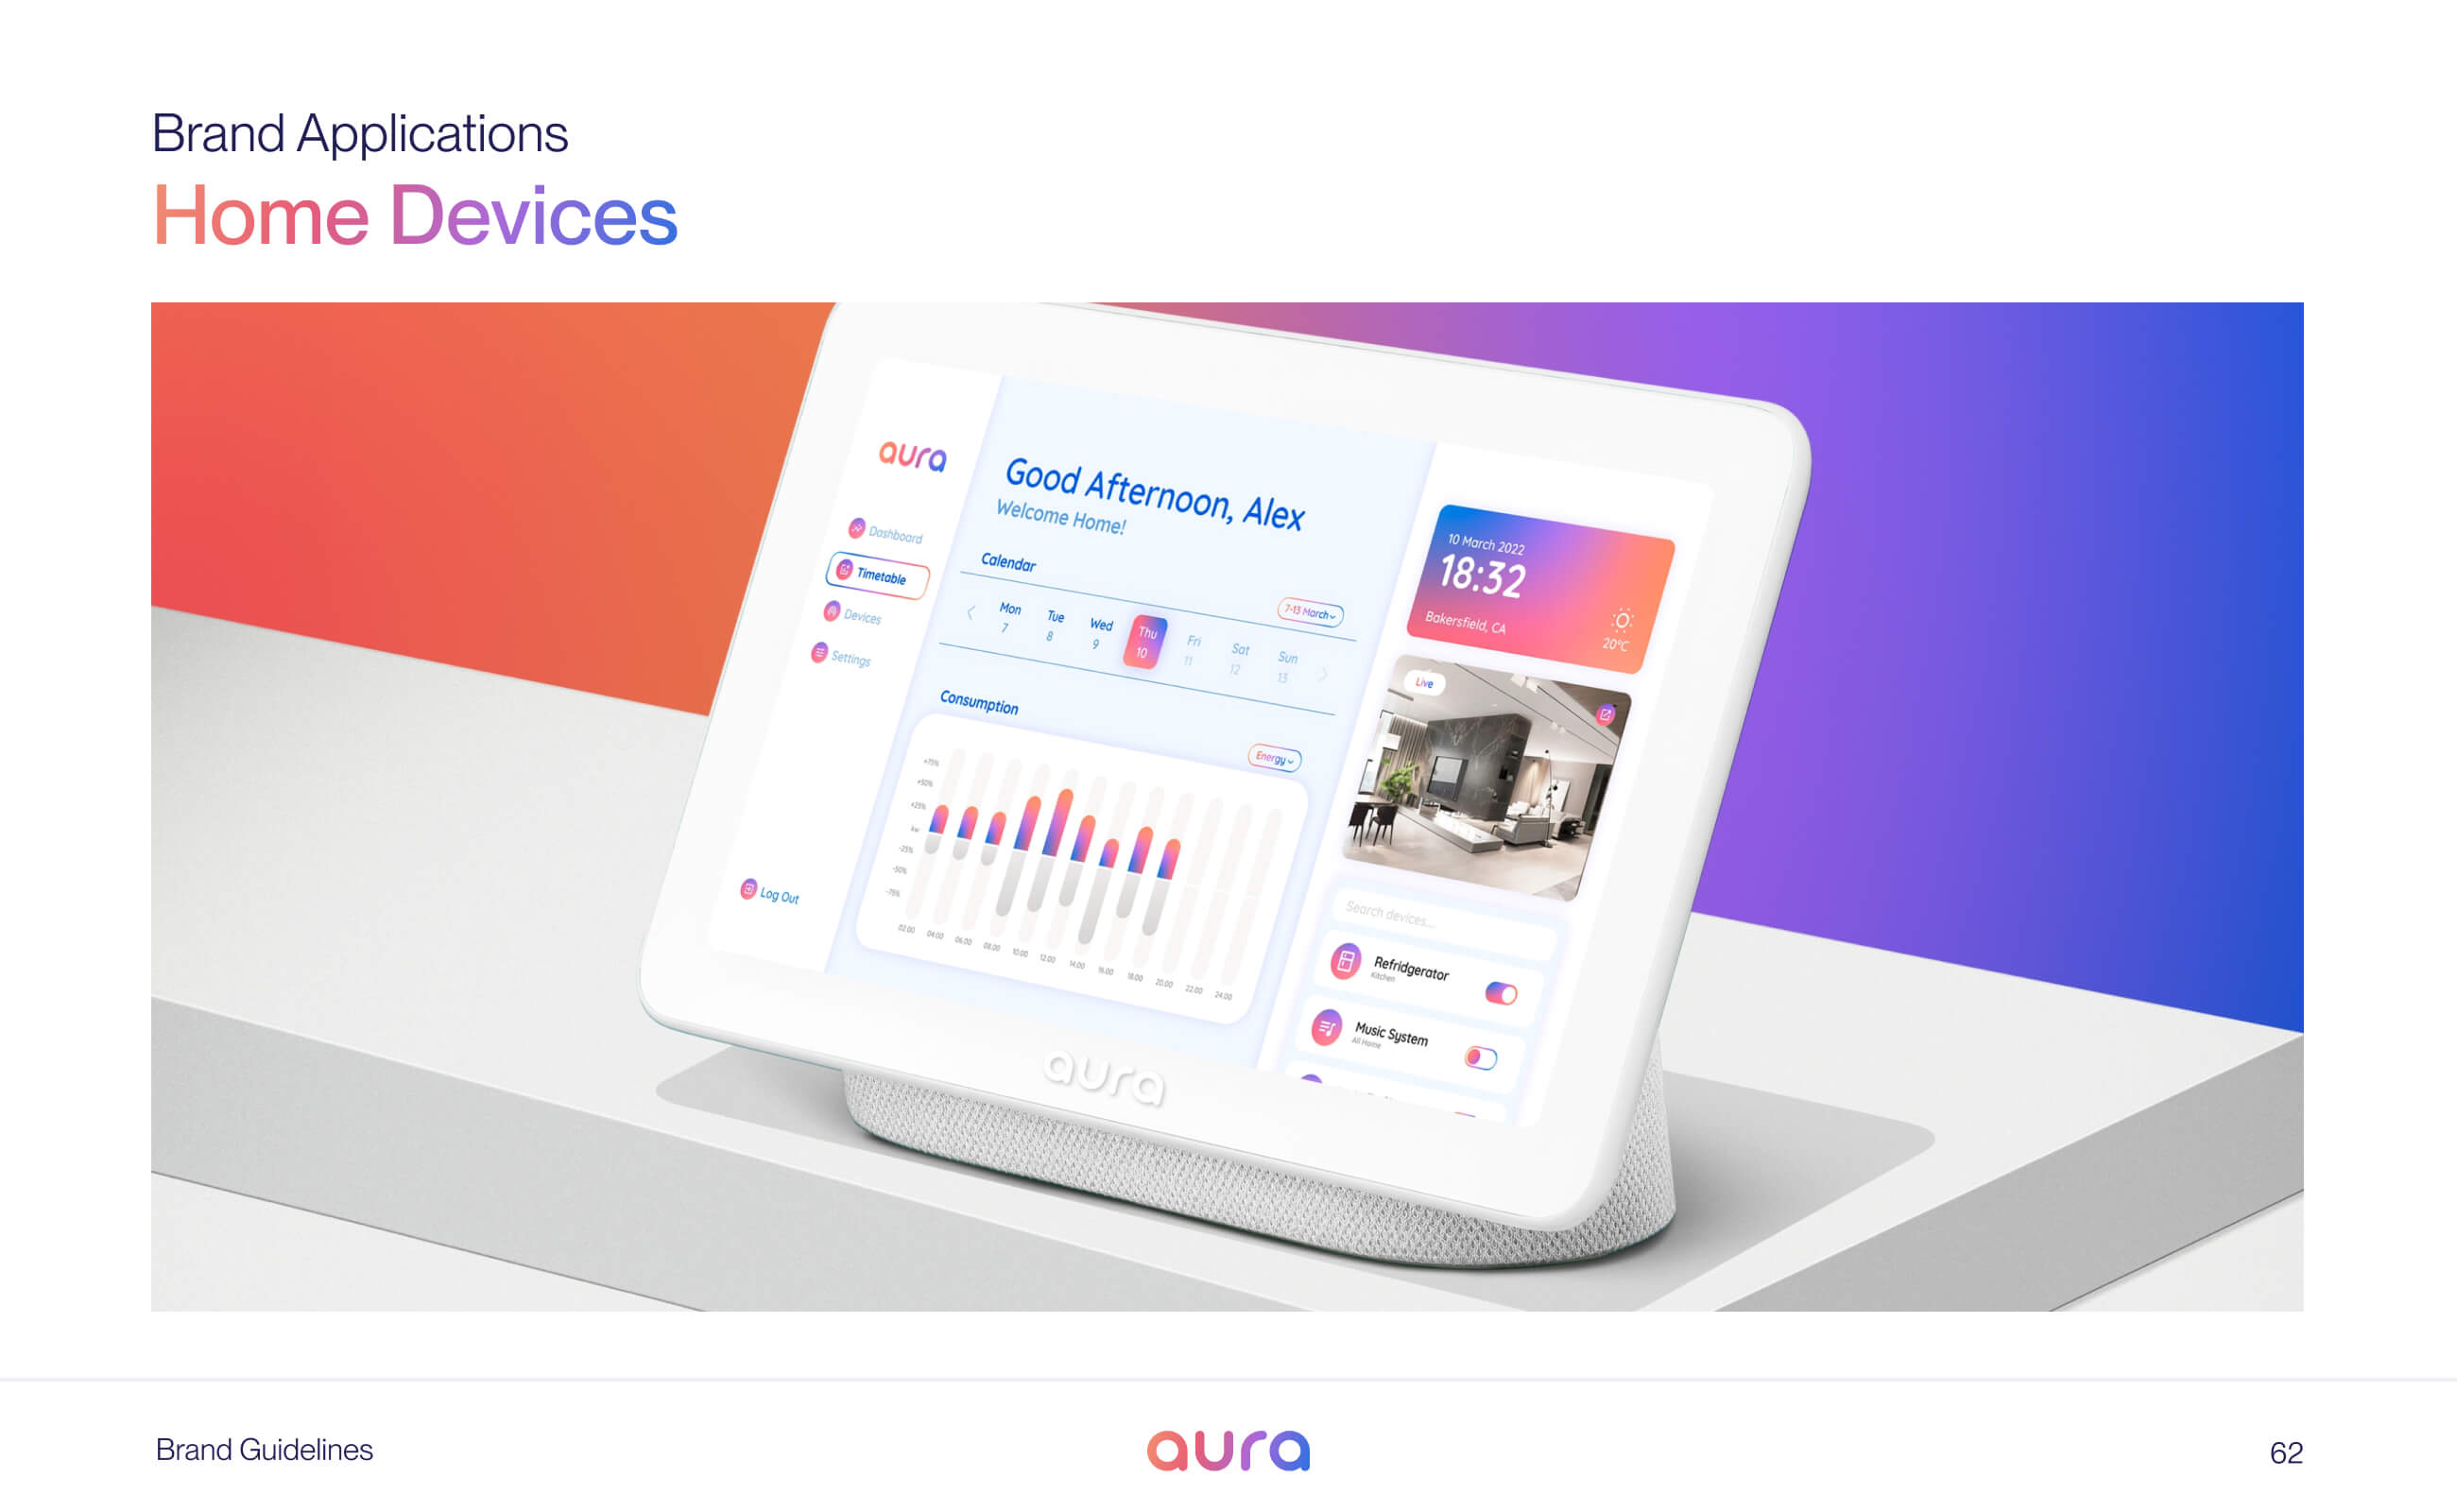 Brand Applications
Home Devices
aura
Dashboard
Timetable
Devices
Settings
Log Out
Good Afternoon, Alex
Welcome Home!
Calendar
7-13 March
Mon Tue Wed Thu Fri Sat Sun
7 8 9 10 11 12 13
Consumption
Energy
+75%
+50%
+25%
kw
-25%
-50%
-75%
02.00 04.00 06.00 08.00 10.00 12.00 14.00 16.00 18.00 20.00 22.00 24.00
10 March 2022
18:32
Bakersfield, CA
20°C
Live
Search devices...
Refridgerator
Kitchen
Music System
All Home
aura
Brand Guidelines
aura
62